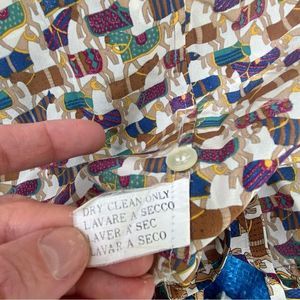 DRY CLEAN ONLY
LAVARE A SECCO
LAVER A SEC
LAVAR A SECO